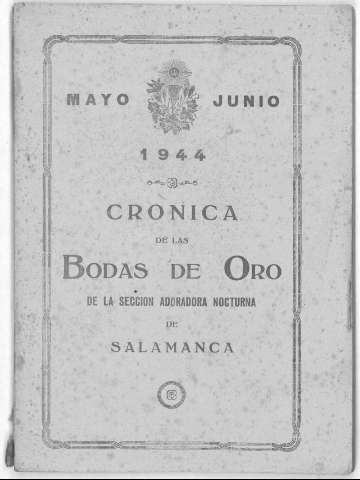 MAYO JUNIO
1944
CRONICA
DE LAS
BODAS DE ORO
DE LA SECCION ADORADORA NOCTURNA
DE
SALAMANCA